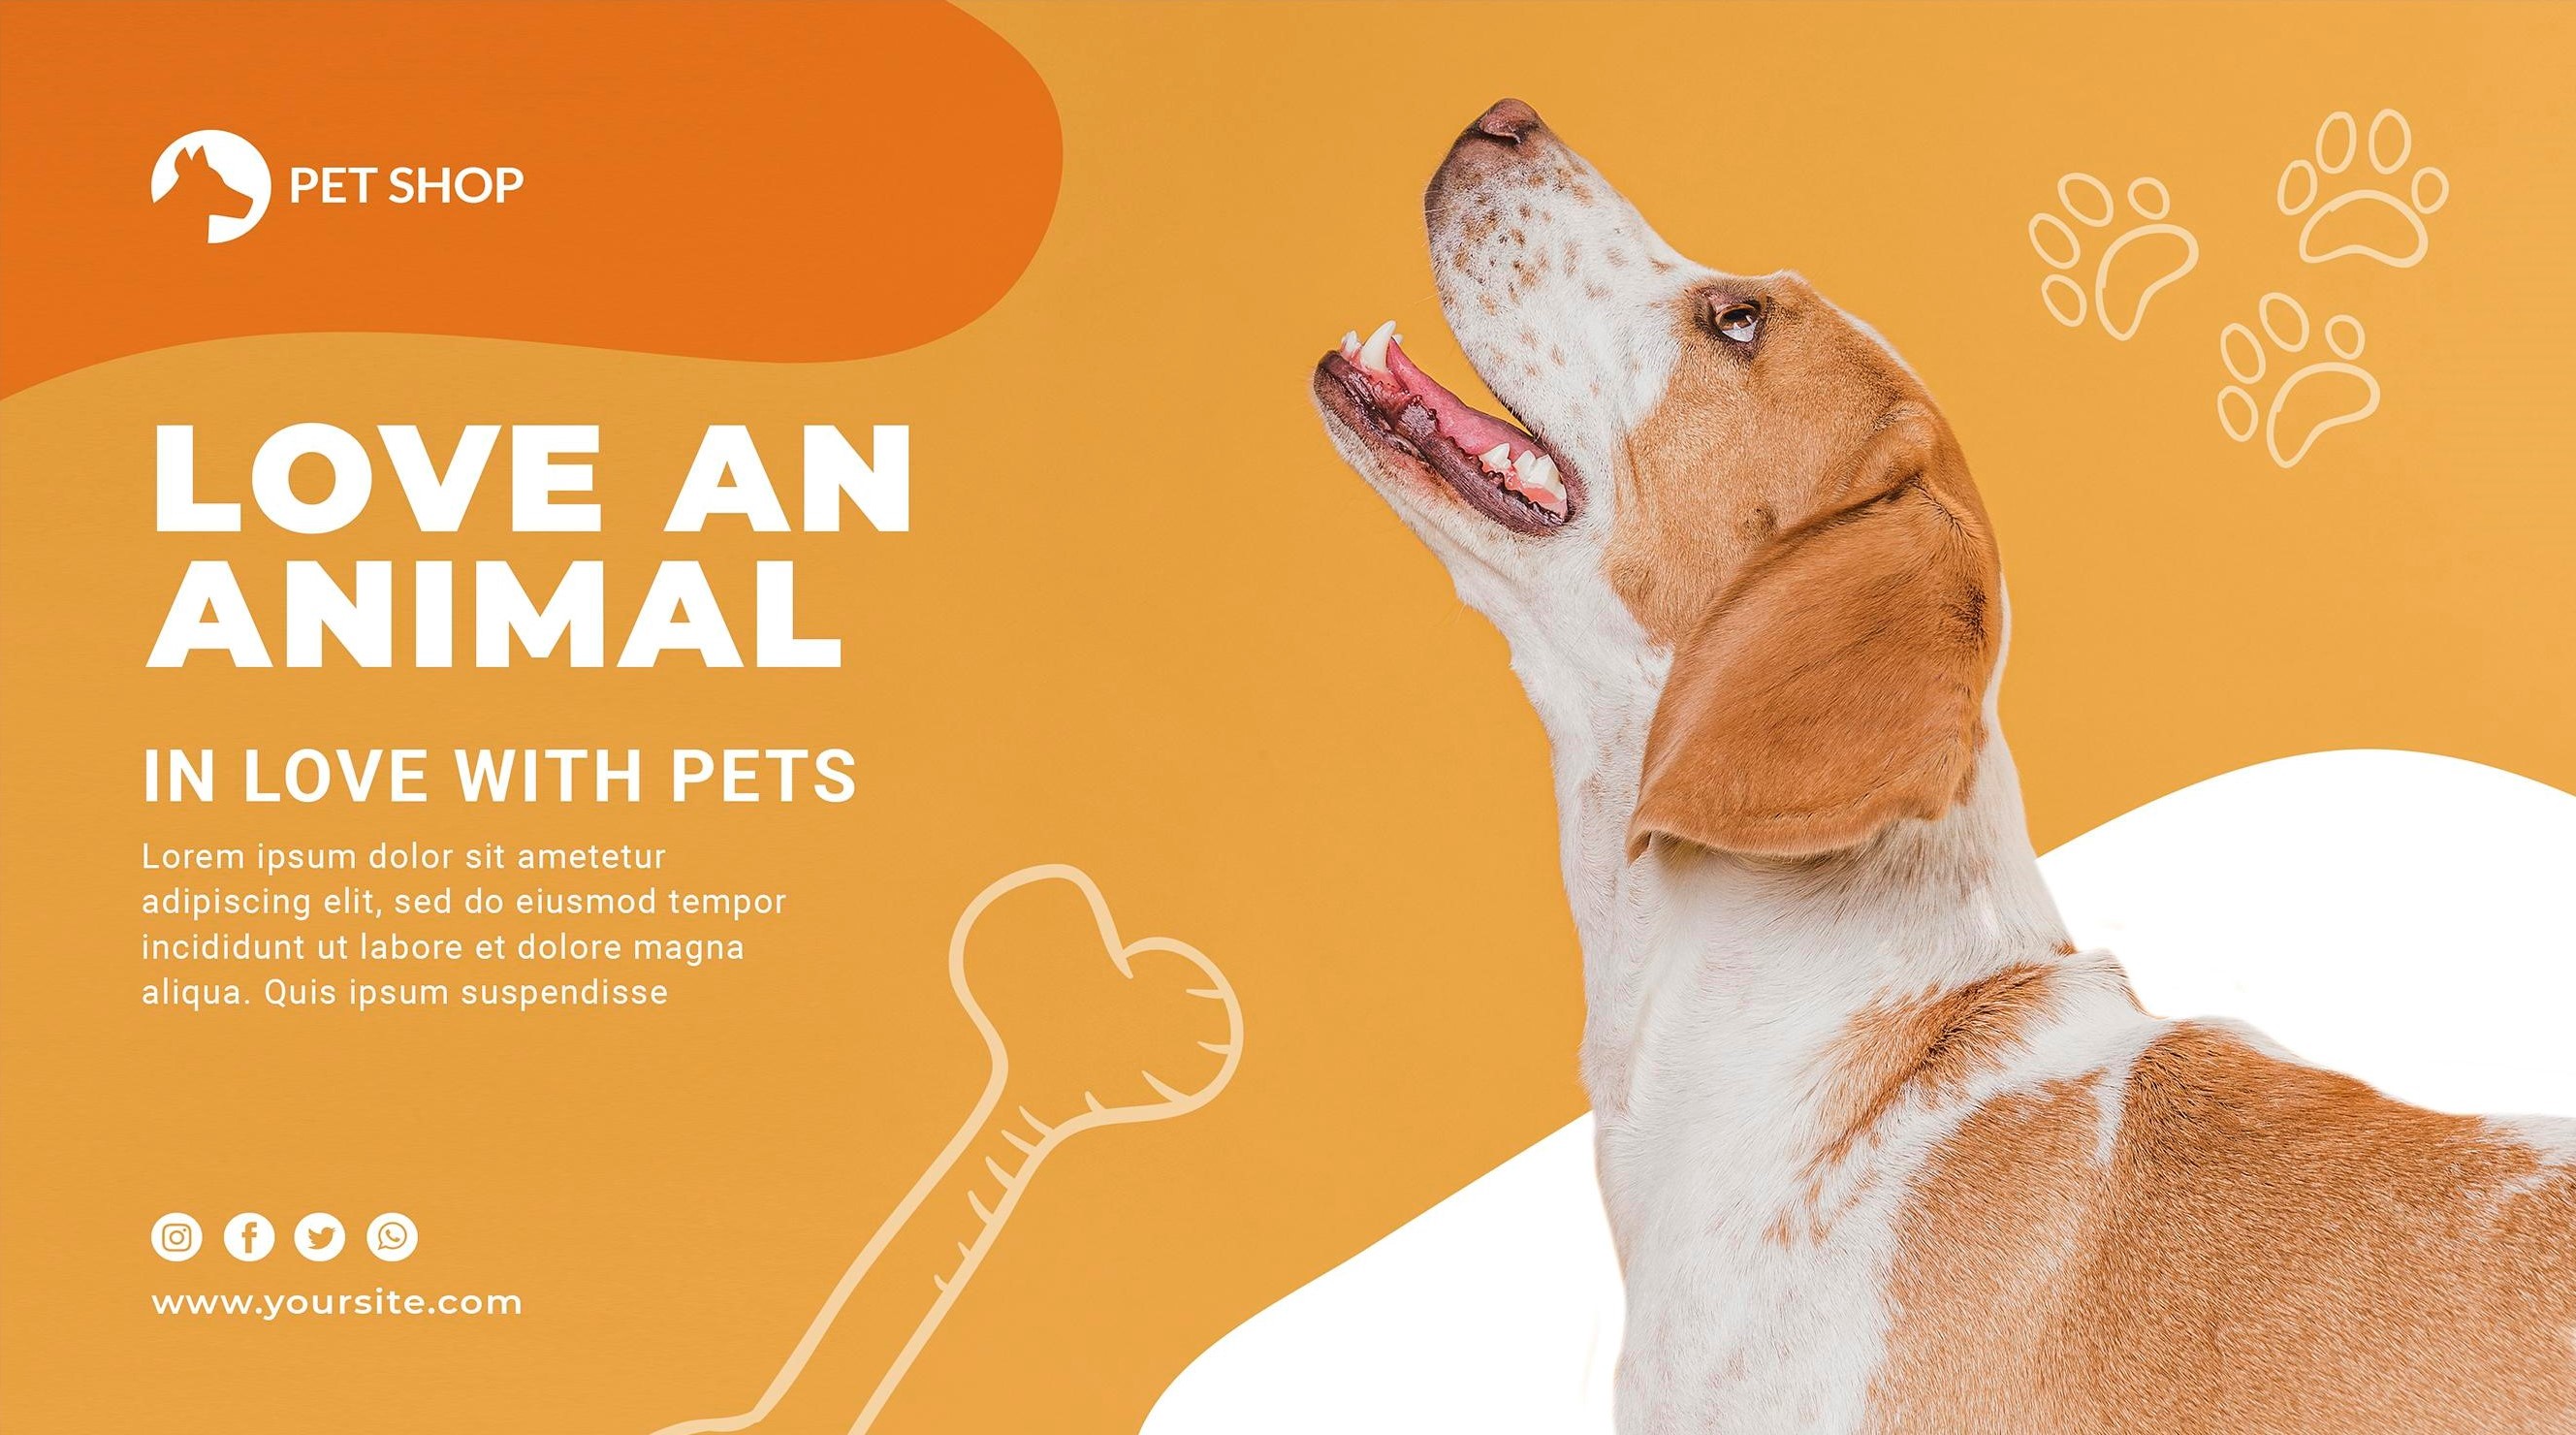 PET SHOP
LOVE AN
ANIMAL
IN LOVE WITH PETS
Lorem ipsum dolor sit ametetur
adipiscing elit, sed do eiusmod tempor
incididunt ut labore et dolore magna
aliqua. Quis ipsum suspendisse
www.yoursite.com